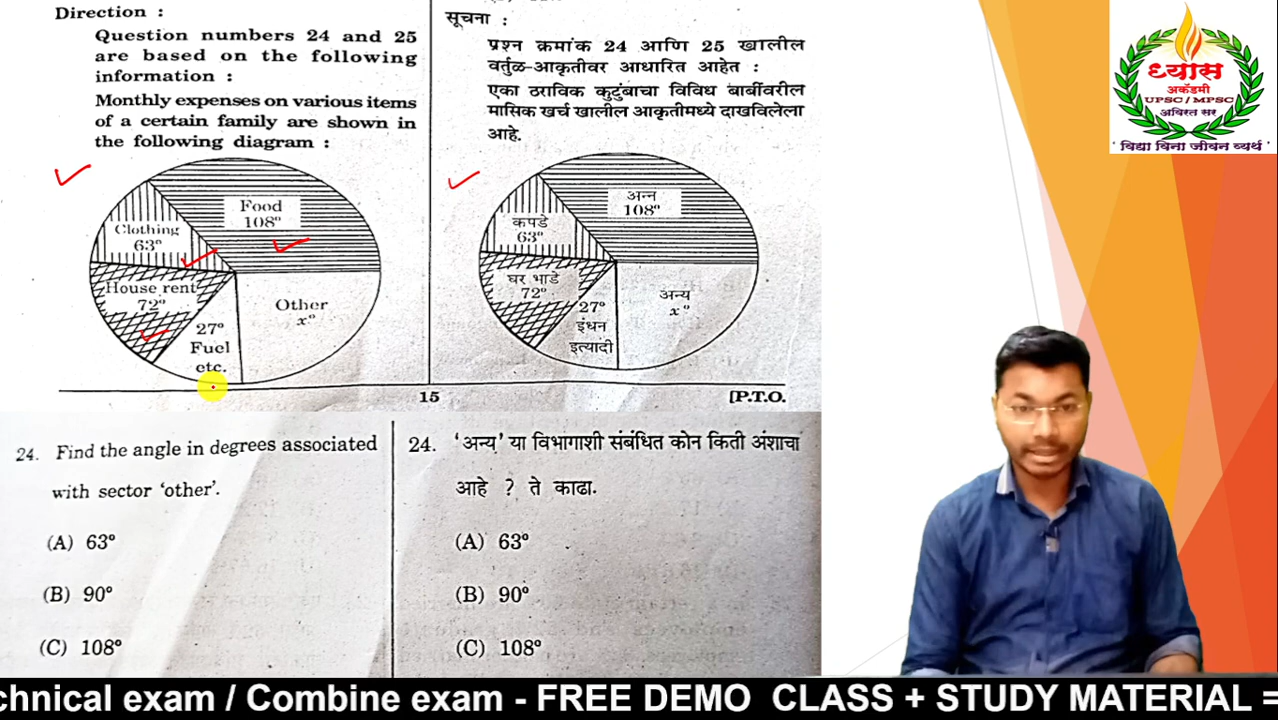 Direction :
Question numbers 24 and 25
are based on the following
information :
Monthly expenses on various items
of a certain family are shown in
the following diagram :
Food
108°
Clothing
63°
House rent
72°
27°
Fuel
etc.
Other
x°
सूचना :
प्रश्न क्रमांक 24 आणि 25 खालील
वर्तुळ-आकृतीवर आधारित आहेत :
एका ठराविक कुटुंबाचा विविध बाबींवरील
मासिक खर्च खालील आकृतीमध्ये दाखविलेला
आहे.
अन्न
108°
कपडे
63°
घर भाडे
72°
27°
इंधन
इत्यादी
अन्य
x°
15
[P.T.O.
24. Find the angle in degrees associated
with sector 'other'.
(A) 63°
(B) 90°
(C) 108°
24. 'अन्य' या विभागाशी संबंधित कोन किती अंशाचा
आहे ? ते काढा.
(A) 63°
(B) 90°
(C) 108°
ध्यास
अकॅडमी
UPSC/MPSC
अविरत सर
' विद्या विना जीवन व्यर्थ '
chnical exam / Combine exam - FREE DEMO CLASS + STUDY MATERIAL =